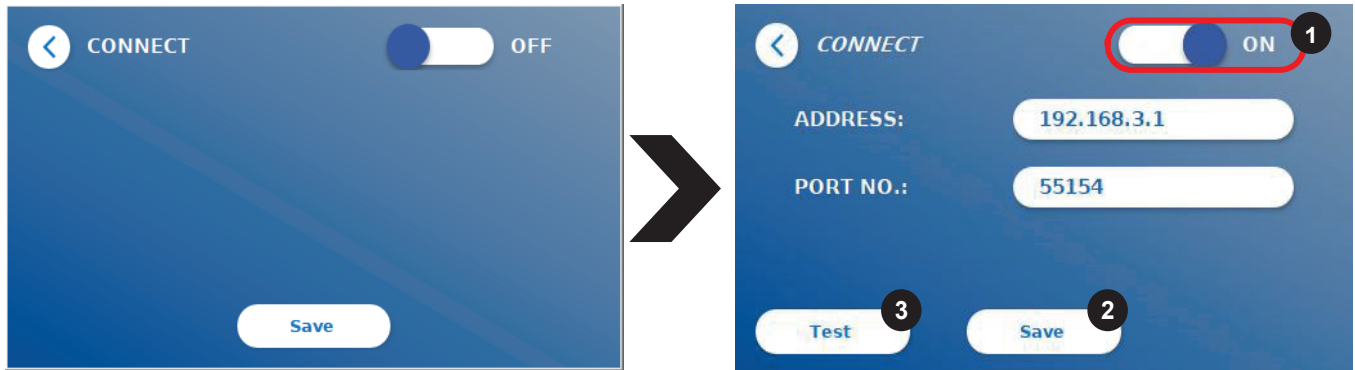 CONNECT OFF
Save
CONNECT ON 1
ADDRESS: 192.168.3.1
PORT NO.: 55154
3 2
Test Save